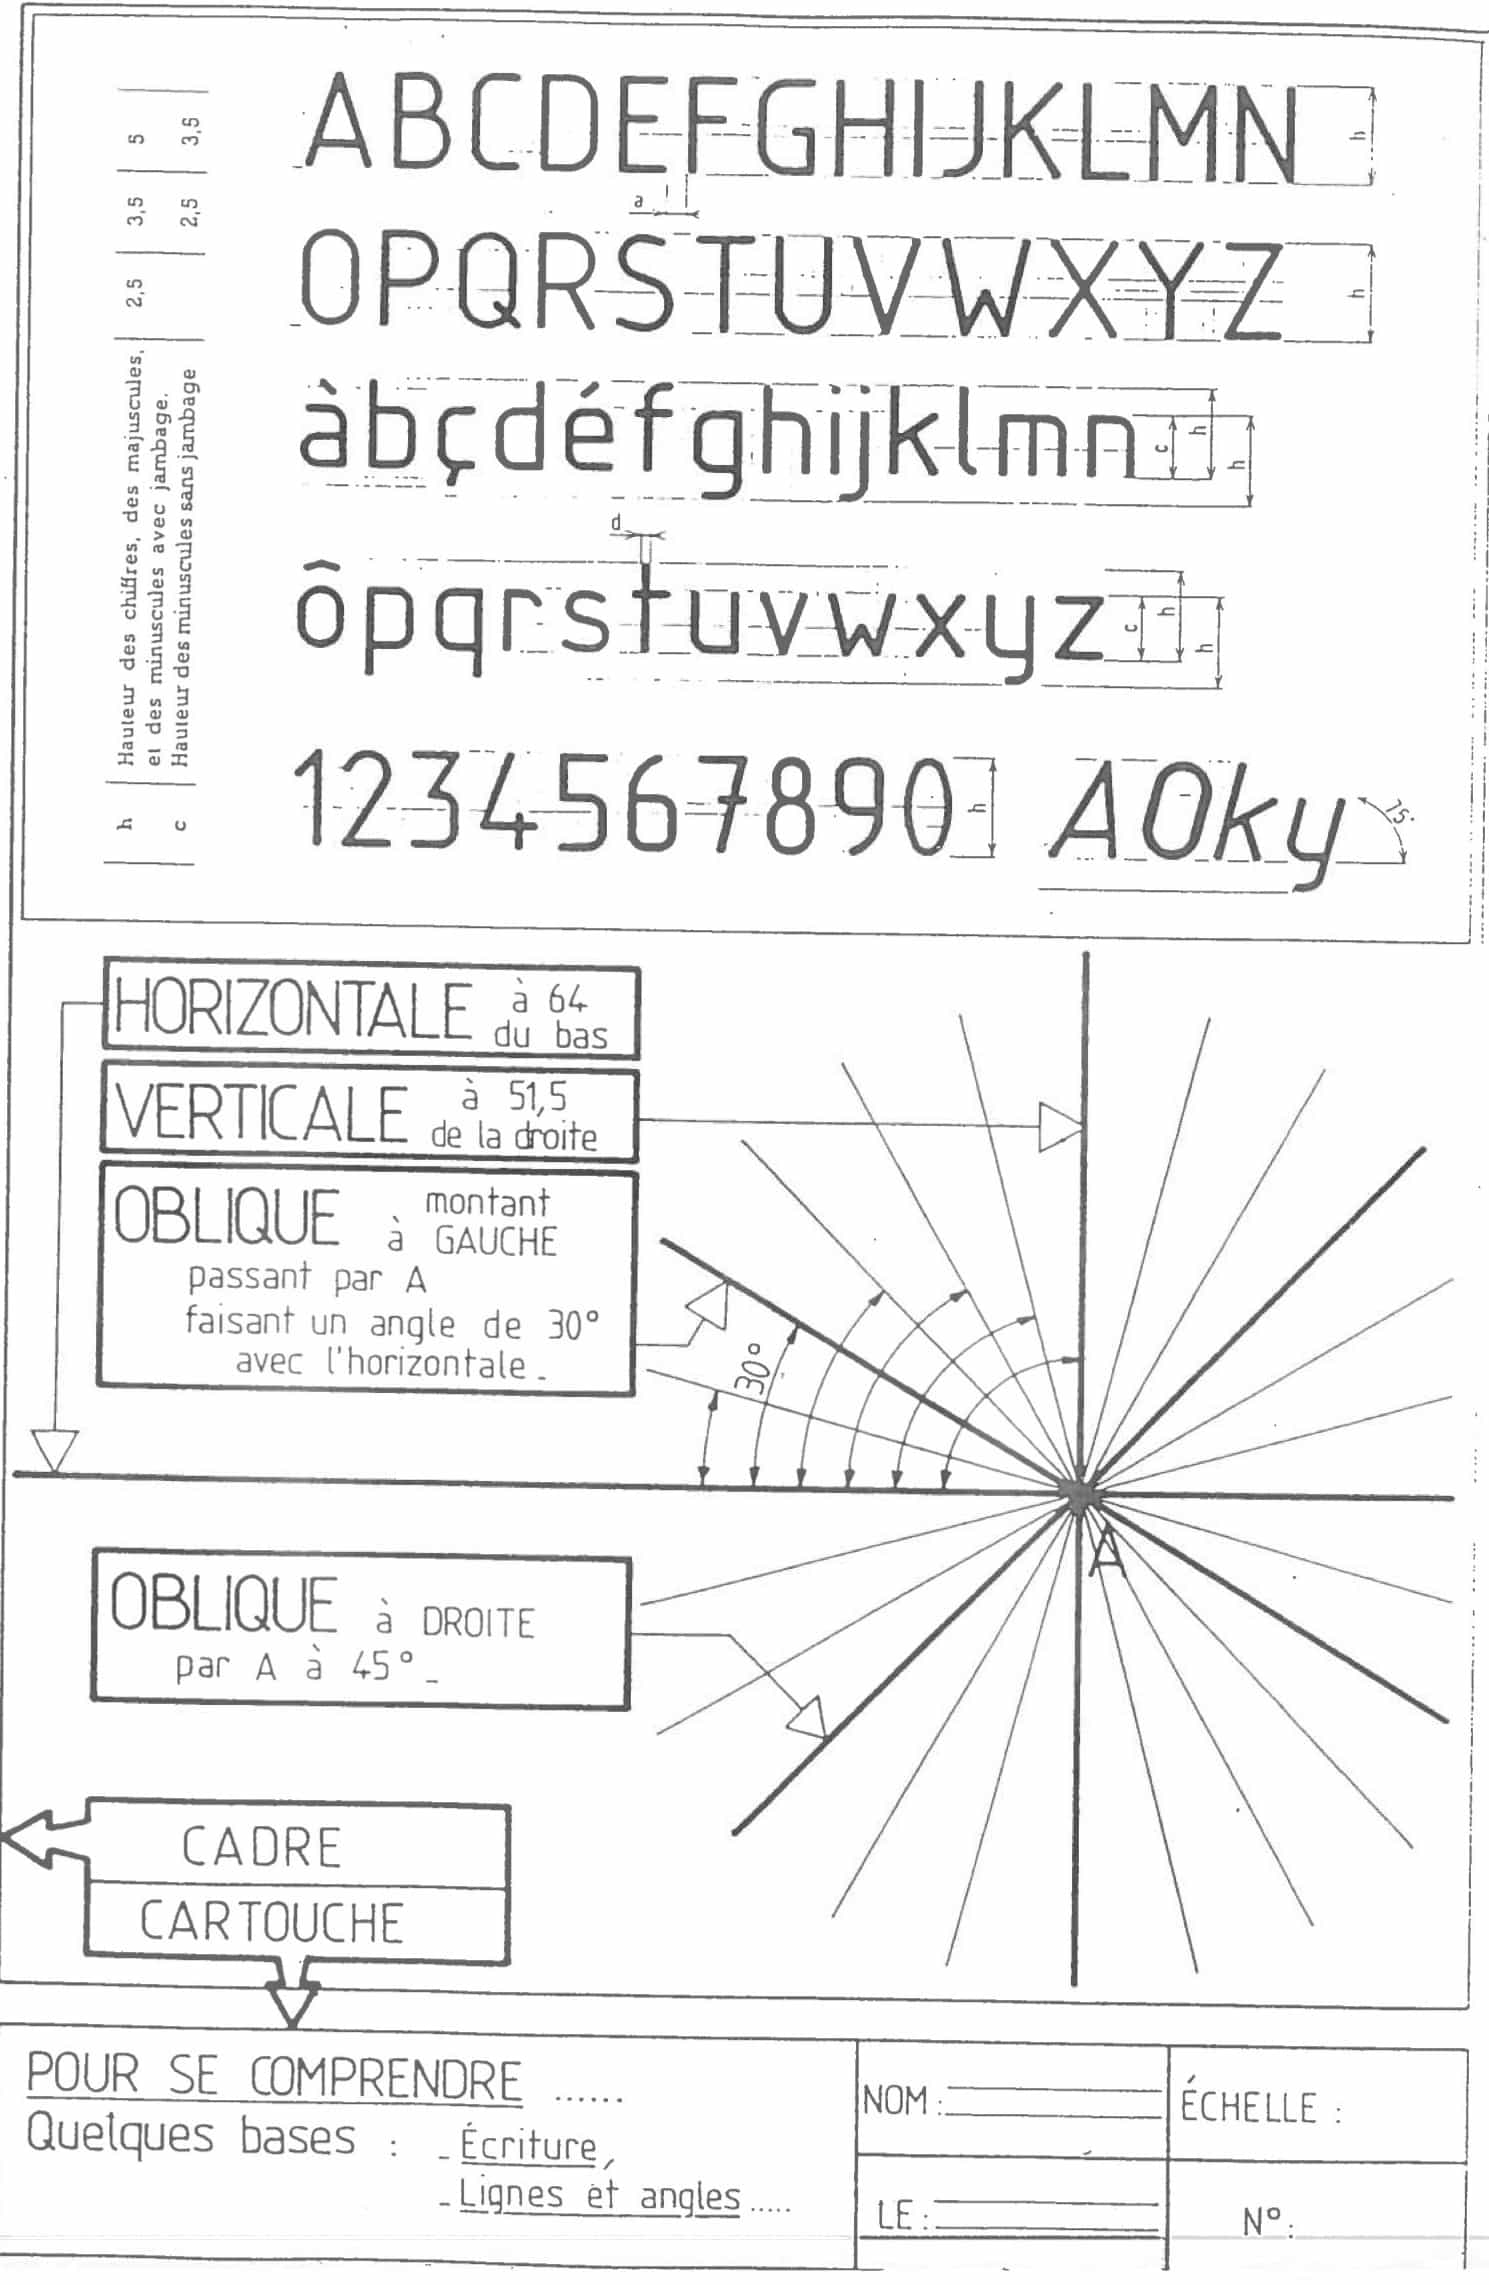 ABCDEFGHIJKLMN
h
a
OPQRSTUVWXYZ
h
àbçdéfghijklmn
c h h
d
ôpqrstuvwxyz
c h h
1234567890 h AOky 75°
h Hauteur des chiffres, des majuscules, 2,5 3,5 5
et des minuscules avec jambage.
c Hauteur des minuscules sans jambage 2,5 3,5
HORIZONTALE à 64
du bas
VERTICALE à 51,5
de la droite
OBLIQUE à montant
GAUCHE
passant par A
faisant un angle de 30°
avec l'horizontale_
30°
A
OBLIQUE à DROITE
par A à 45°_
CADRE
CARTOUCHE
POUR SE COMPRENDRE ......
Quelques bases : - Écriture,
- Lignes et angles.....
NOM :
ÉCHELLE :
LE :
N° :